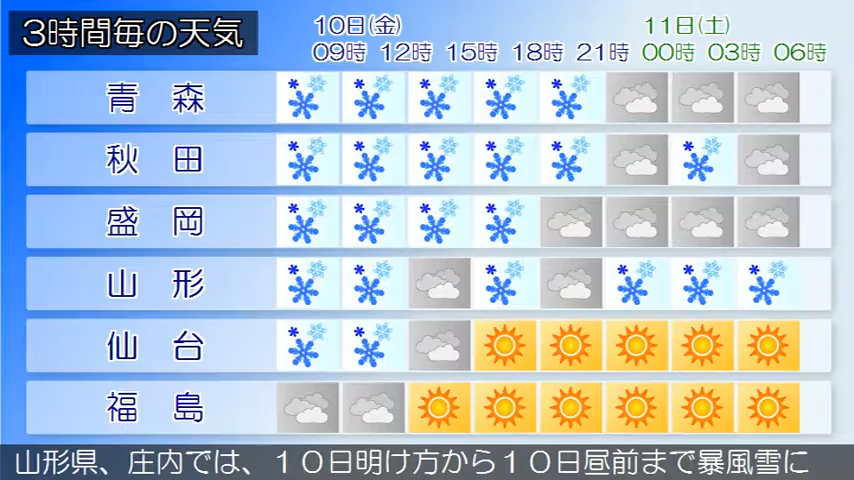 3時間毎の天気
10日(金) 11日(土)
09時 12時 15時 18時 21時 00時 03時 06時
青森
秋田
盛岡
山形
仙台
福島
山形県、庄内では、１０日明け方から１０日昼前まで暴風雪に